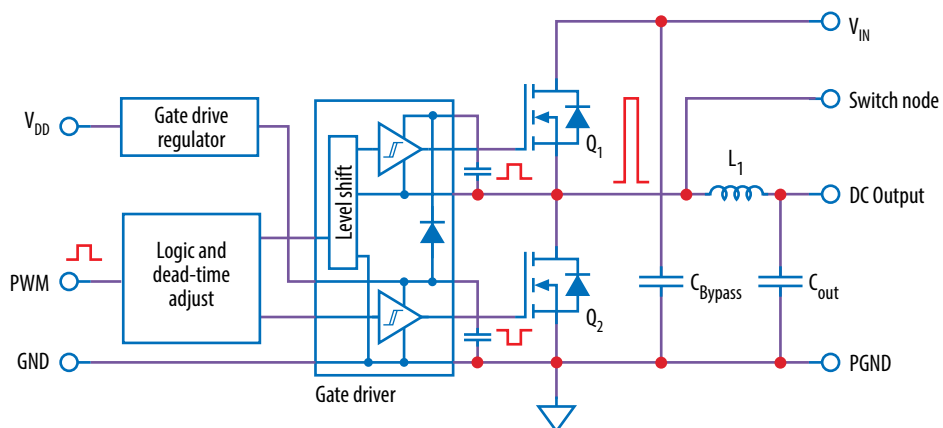 V_IN
Switch node
V_DD
Gate drive
regulator
Q_1
L_1
Level shift
DC Output
PWM
Logic and
dead-time
adjust
Q_2
C_Bypass
C_out
GND
PGND
Gate driver